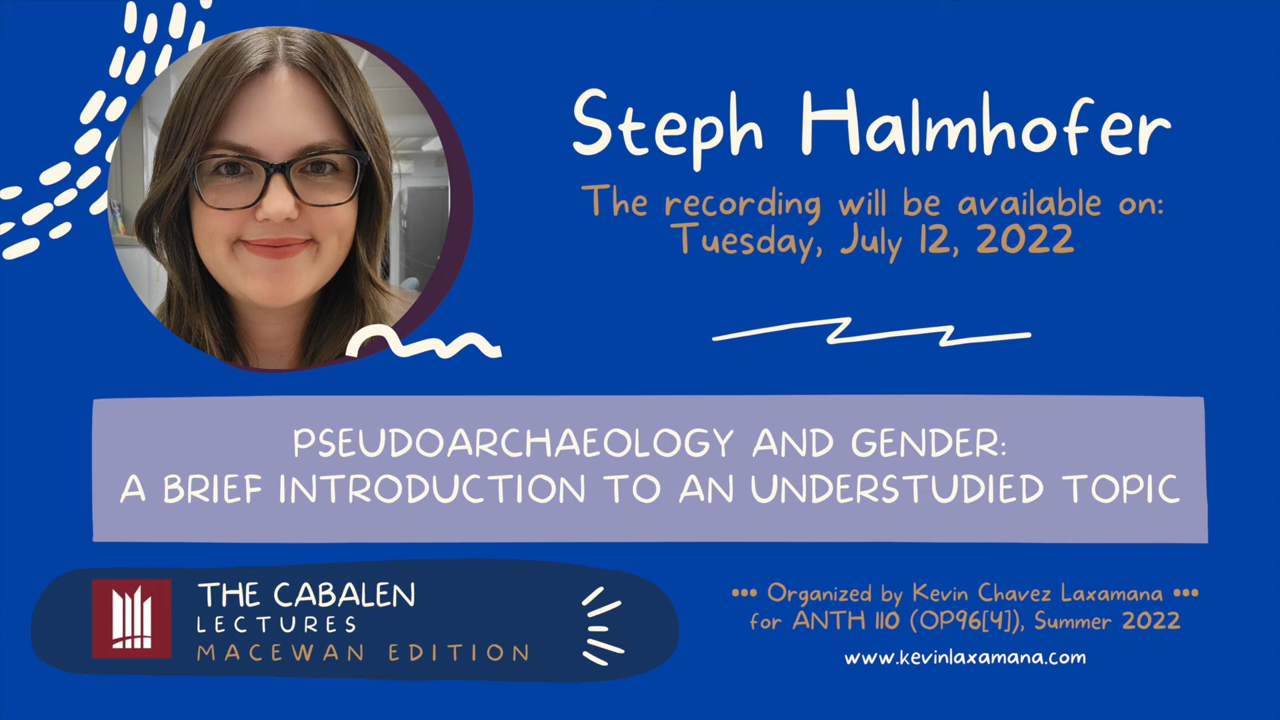 Steph Halmhofer
The recording will be available on:
Tuesday, July 12, 2022
PSEUDOARCHAEOLOGY AND GENDER:
A BRIEF INTRODUCTION TO AN UNDERSTUDIED TOPIC
THE CABALEN
LECTURES
MACEWAN EDITION
••• Organized by Kevin Chavez Laxamana •••
for ANTH 110 (OP96[4]), Summer 2022
www.kevinlaxamana.com